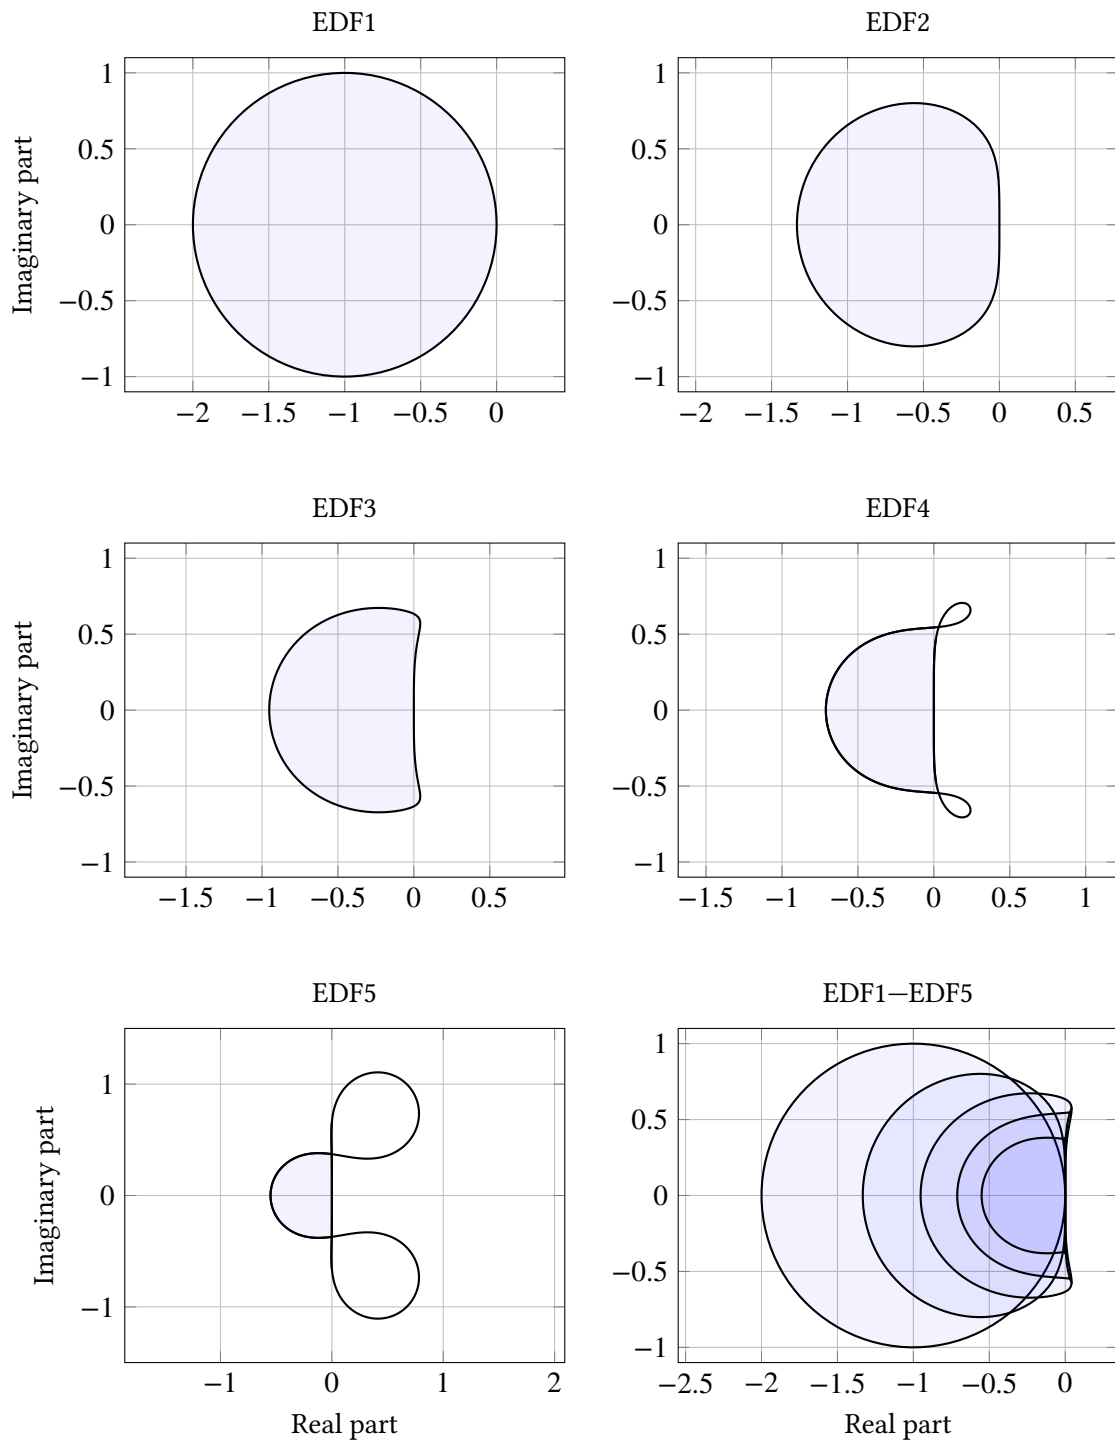 EDF1
EDF2
Imaginary part
1
0.5
0
−0.5
−1
−2 −1.5 −1 −0.5 0
1
0.5
0
−0.5
−1
−2 −1.5 −1 −0.5 0 0.5
EDF3
EDF4
Imaginary part
1
0.5
0
−0.5
−1
−1.5 −1 −0.5 0 0.5
1
0.5
0
−0.5
−1
−1.5 −1 −0.5 0 0.5 1
EDF5
EDF1—EDF5
Imaginary part
1
0
−1
−1 0 1 2
Real part
1
0.5
0
−0.5
−1
−2.5 −2 −1.5 −1 −0.5 0
Real part